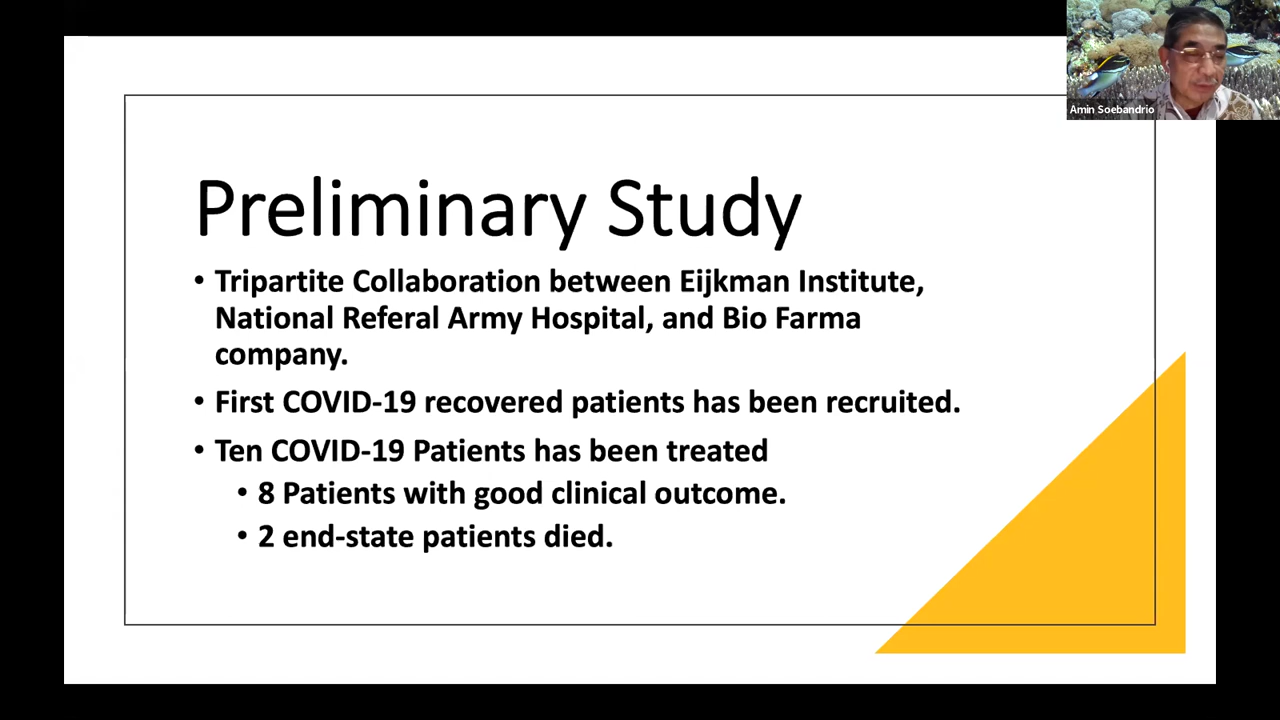 Amin Soebandrio
Preliminary Study
• Tripartite Collaboration between Eijkman Institute,
National Referal Army Hospital, and Bio Farma
company.
• First COVID-19 recovered patients has been recruited.
• Ten COVID-19 Patients has been treated
• 8 Patients with good clinical outcome.
• 2 end-state patients died.